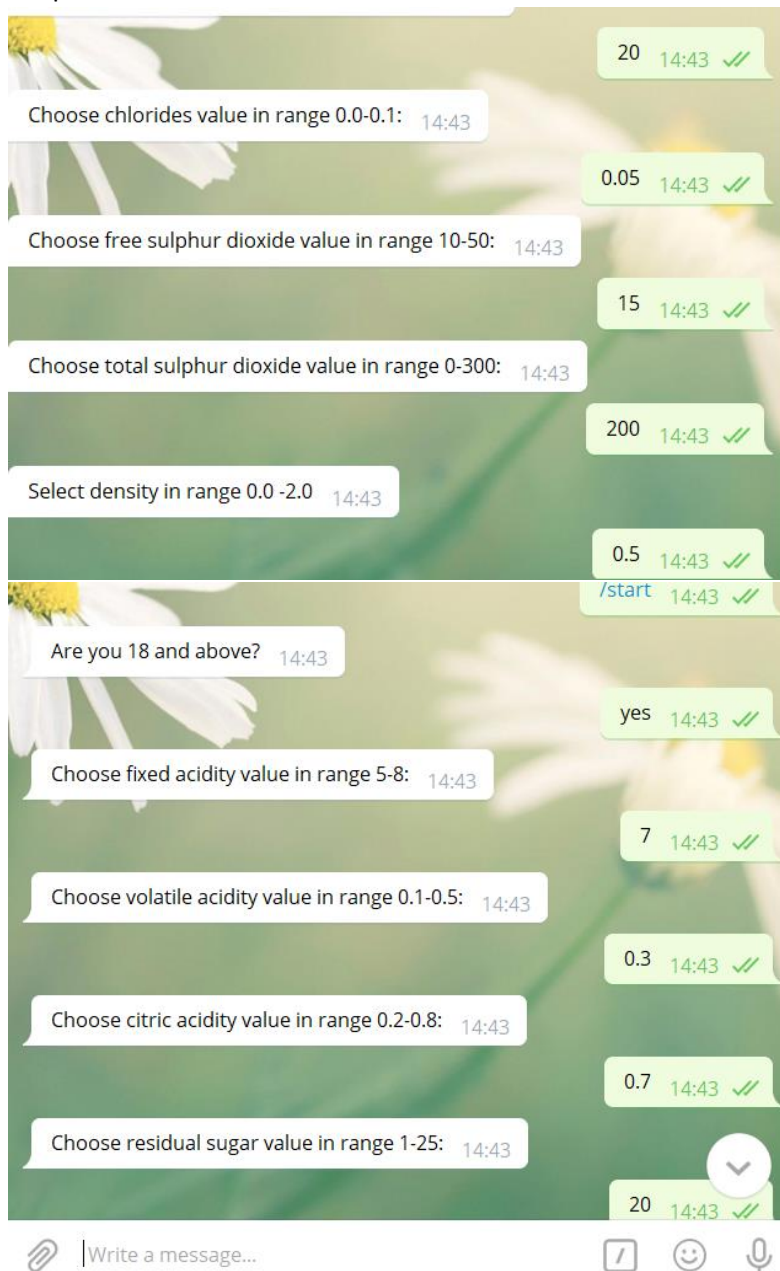 20 14:43
Choose chlorides value in range 0.0-0.1: 14:43
0.05 14:43
Choose free sulphur dioxide value in range 10-50: 14:43
15 14:43
Choose total sulphur dioxide value in range 0-300: 14:43
200 14:43
Select density in range 0.0 -2.0 14:43
0.5 14:43
/start 14:43
Are you 18 and above? 14:43
yes 14:43
Choose fixed acidity value in range 5-8: 14:43
7 14:43
Choose volatile acidity value in range 0.1-0.5: 14:43
0.3 14:43
Choose citric acidity value in range 0.2-0.8: 14:43
0.7 14:43
Choose residual sugar value in range 1-25: 14:43
20 14:43
Write a message...